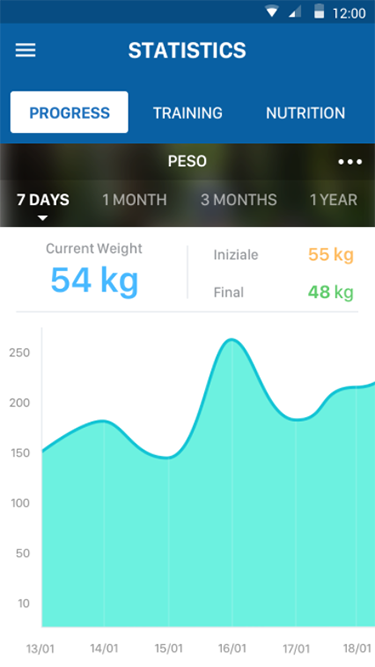 12:00
STATISTICS
PROGRESS TRAINING NUTRITION
PESO
7 DAYS 1 MONTH 3 MONTHS 1 YEAR
Current Weight
54 kg
Iniziale 55 kg
Final 48 kg
250
200
150
100
50
10
13/01 14/01 15/01 16/01 17/01 18/01